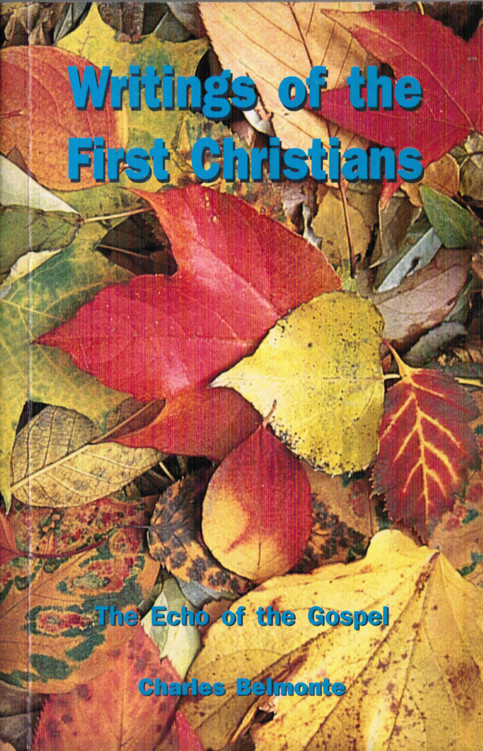 Writings of the
First Christians
The Echo of the Gospel
Charles Belmonte